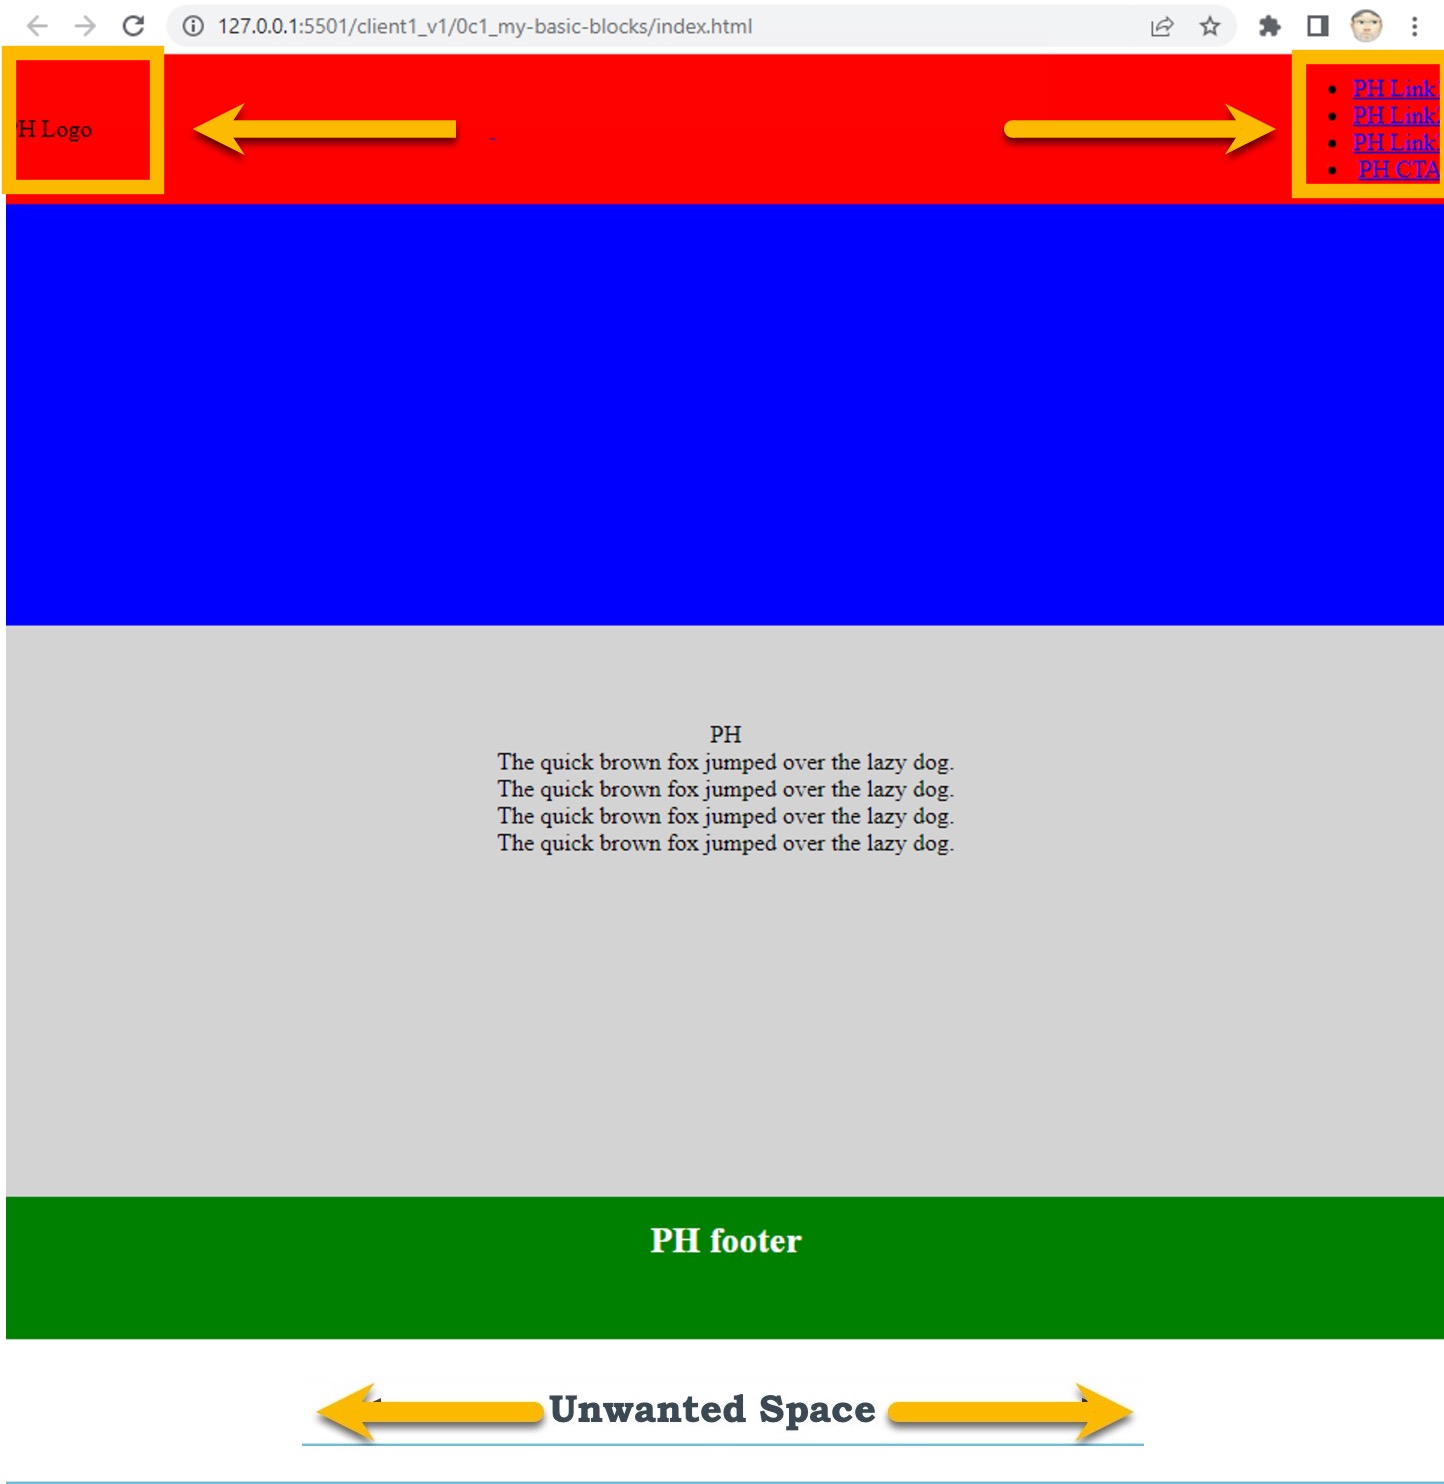 127.0.0.1:5501/client1_v1/0c1_my-basic-blocks/index.html
PH Logo
PH Link
PH Link
PH Link
PH CTA
PH
The quick brown fox jumped over the lazy dog.
The quick brown fox jumped over the lazy dog.
The quick brown fox jumped over the lazy dog.
The quick brown fox jumped over the lazy dog.
PH footer
Unwanted Space